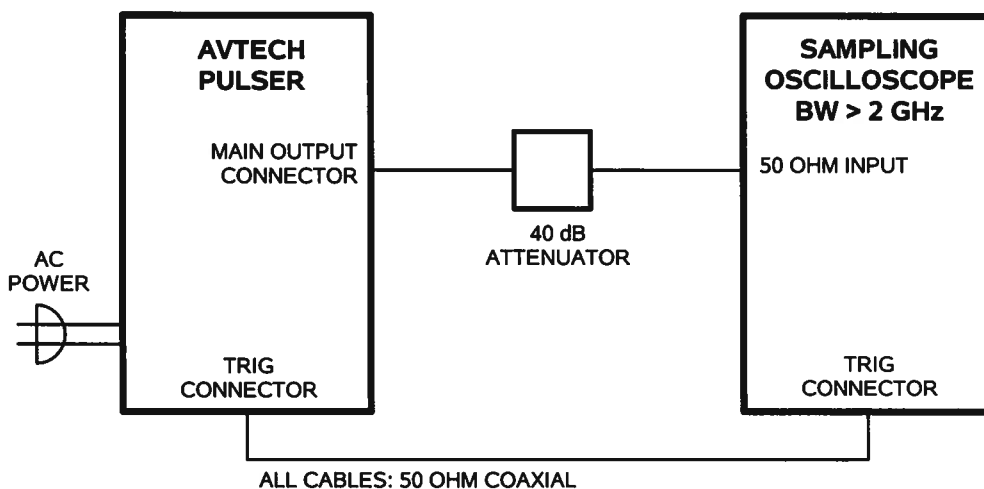 AVTECH
PULSER
SAMPLING
OSCILLOSCOPE
BW > 2 GHz
MAIN OUTPUT
CONNECTOR
50 OHM INPUT
40 dB
ATTENUATOR
AC
POWER
TRIG
CONNECTOR
TRIG
CONNECTOR
ALL CABLES: 50 OHM COAXIAL